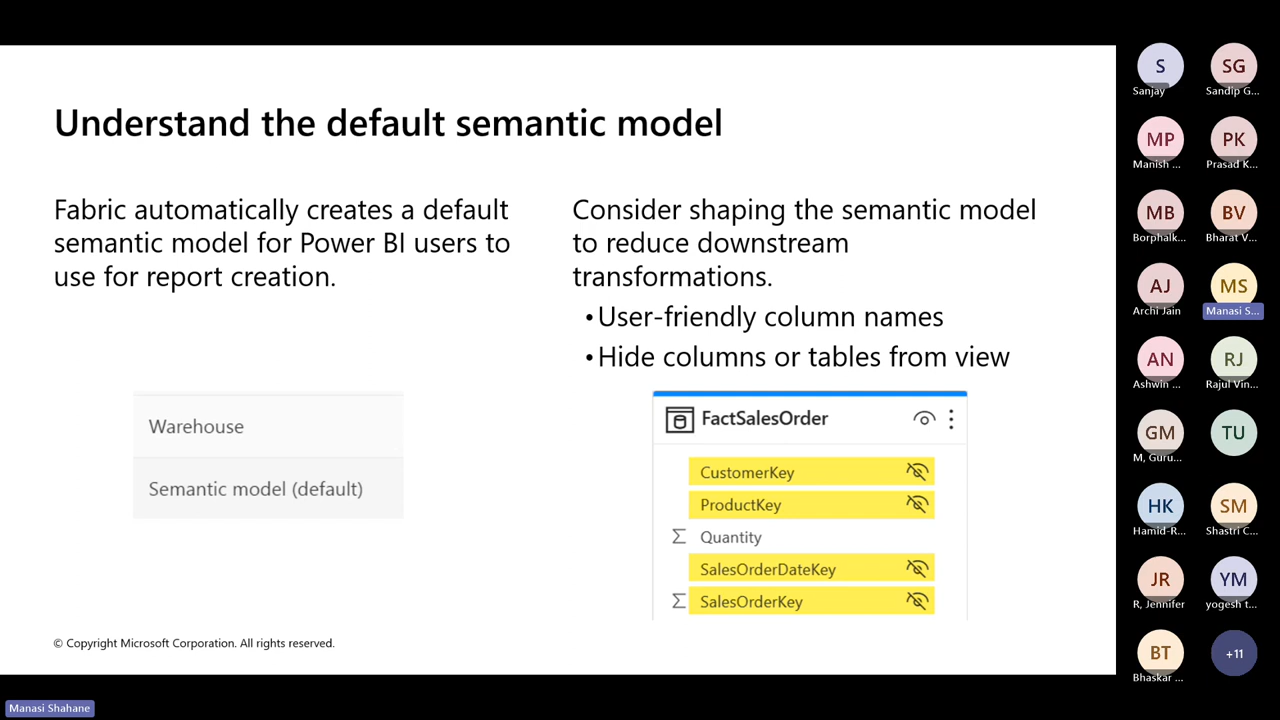 Understand the default semantic model
Fabric automatically creates a default
semantic model for Power BI users to
use for report creation.
Consider shaping the semantic model
to reduce downstream
transformations.
•User-friendly column names
•Hide columns or tables from view
Warehouse
Semantic model (default)
FactSalesOrder
CustomerKey
ProductKey
Σ Quantity
SalesOrderDateKey
Σ SalesOrderKey
© Copyright Microsoft Corporation. All rights reserved.
S SG
Sanjay Sandip G...
MP PK
Manish ... Prasad K...
MB BV
Borphalk... Bharat V...
AJ MS
Archi Jain Manasi S...
AN RJ
Ashwin ... Rajul Vin...
GM TU
M, Guru...
HK SM
Hamid-R... Shastri C...
JR YM
R, Jennifer yogesh t...
BT +11
Bhaskar ...
Manasi Shahane